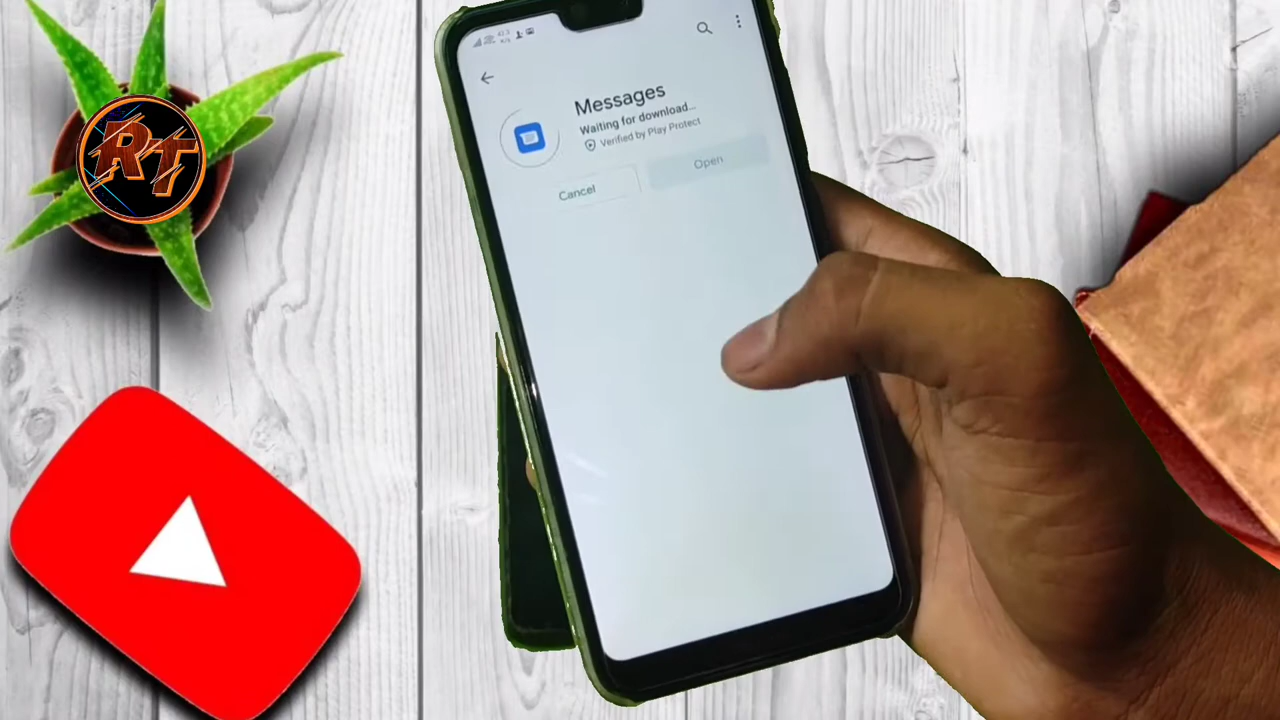 RT
Messages
Waiting for download...
Verified by Play Protect
Cancel
Open